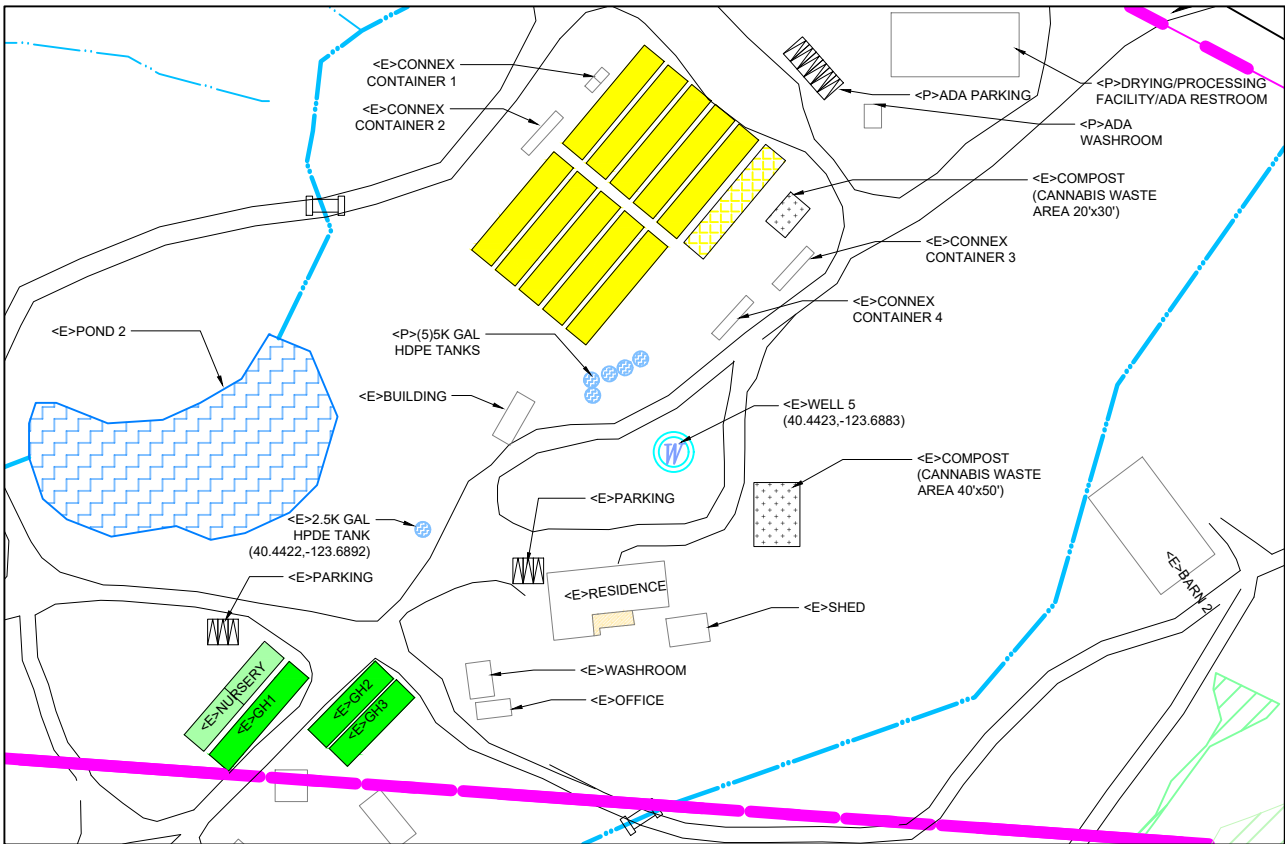 <E>CONNEX
CONTAINER 1
<E>CONNEX
CONTAINER 2
<P>ADA PARKING
<P>DRYING/PROCESSING
FACILITY/ADA RESTROOM
<P>ADA
WASHROOM
<E>COMPOST
(CANNABIS WASTE
AREA 20'x30')
<E>CONNEX
CONTAINER 3
<E>CONNEX
CONTAINER 4
<E>POND 2
<P>(5)5K GAL
HDPE TANKS
<E>BUILDING
<E>WELL 5
(40.4423,-123.6883)
W
<E>COMPOST
(CANNABIS WASTE
AREA 40'x50')
<E>PARKING
<E>2.5K GAL
HPDE TANK
(40.4422,-123.6892)
<E>PARKING
<E>RESIDENCE
<E>BARN 2
<E>SHED
<E>WASHROOM
<E>OFFICE
<E>NURSERY
<E>GH1
<E>GH2
<E>GH3